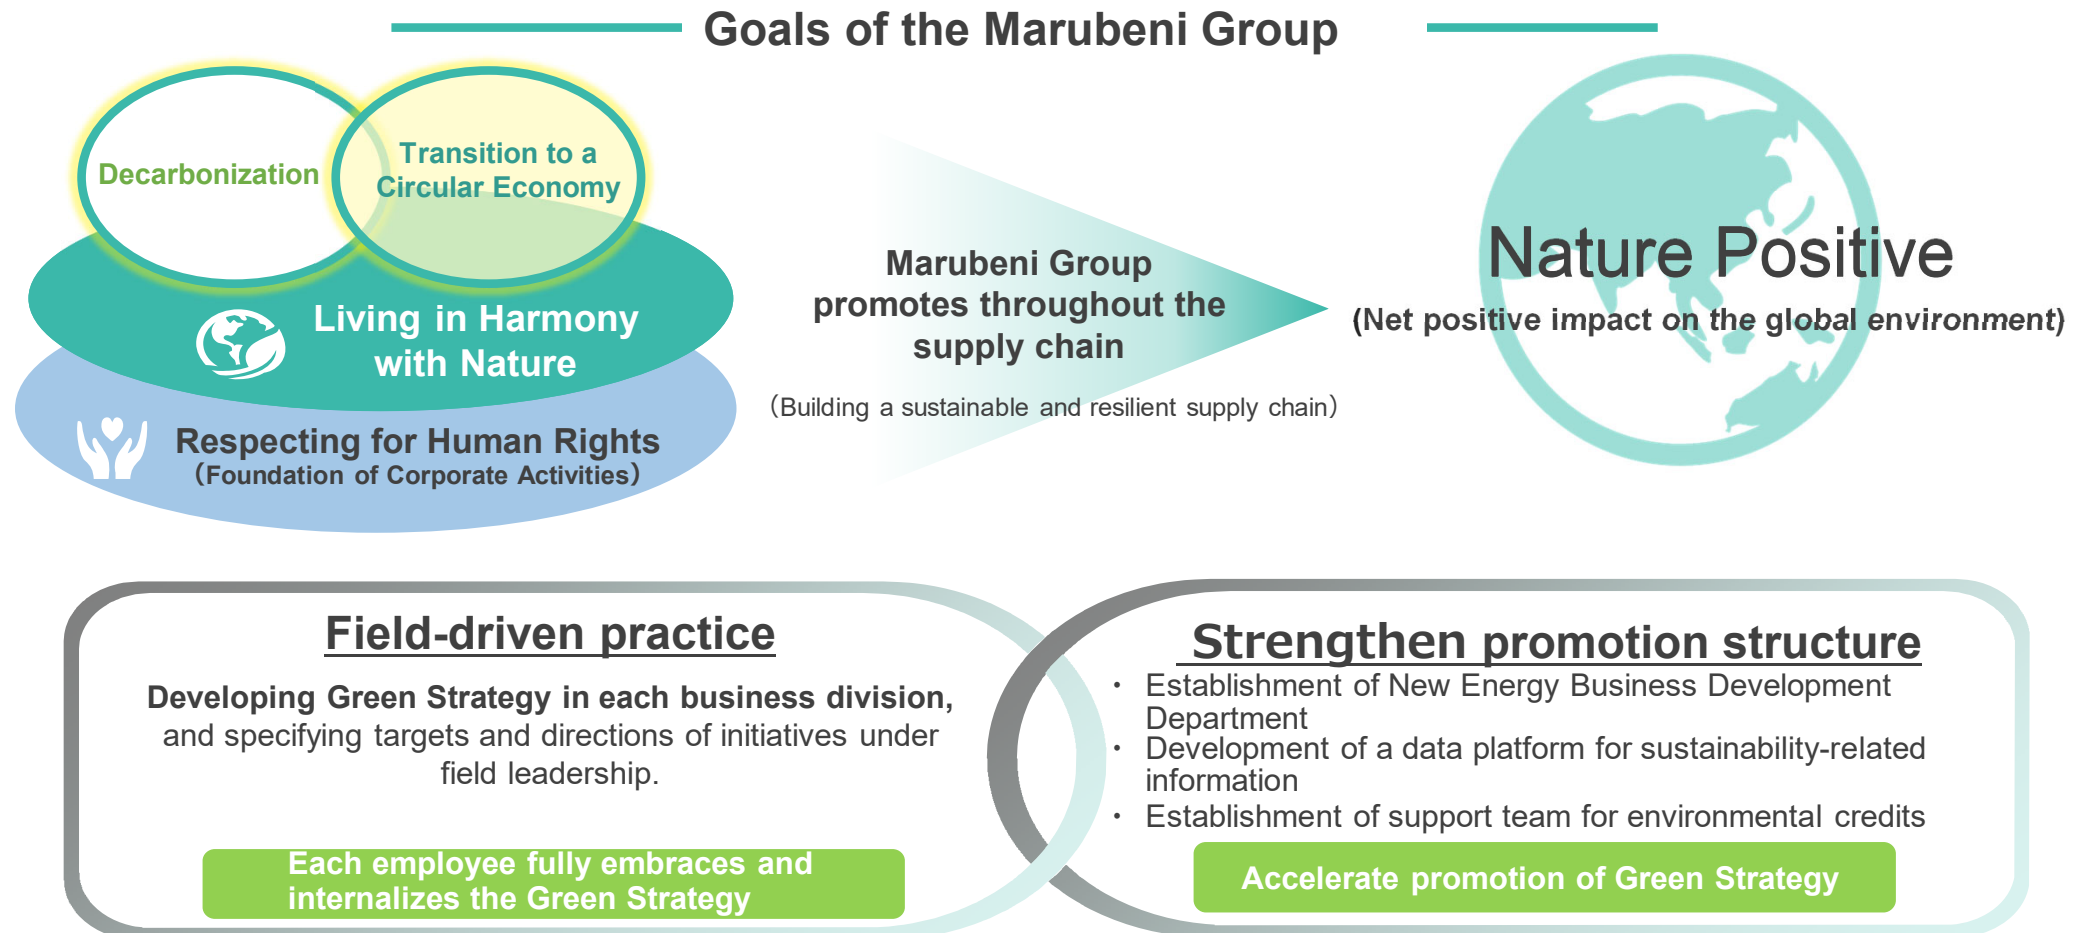 Goals of the Marubeni Group
Decarbonization
Transition to a
Circular Economy
Living in Harmony
with Nature
Respecting for Human Rights
（Foundation of Corporate Activities）
Marubeni Group
promotes throughout the
supply chain
（Building a sustainable and resilient supply chain）
Nature Positive
(Net positive impact on the global environment)
Field-driven practice
Developing Green Strategy in each business division,
and specifying targets and directions of initiatives under
field leadership.
Each employee fully embraces and
internalizes the Green Strategy
Strengthen promotion structure
・ Establishment of New Energy Business Development
Department
・ Development of a data platform for sustainability-related
information
・ Establishment of support team for environmental credits
Accelerate promotion of Green Strategy